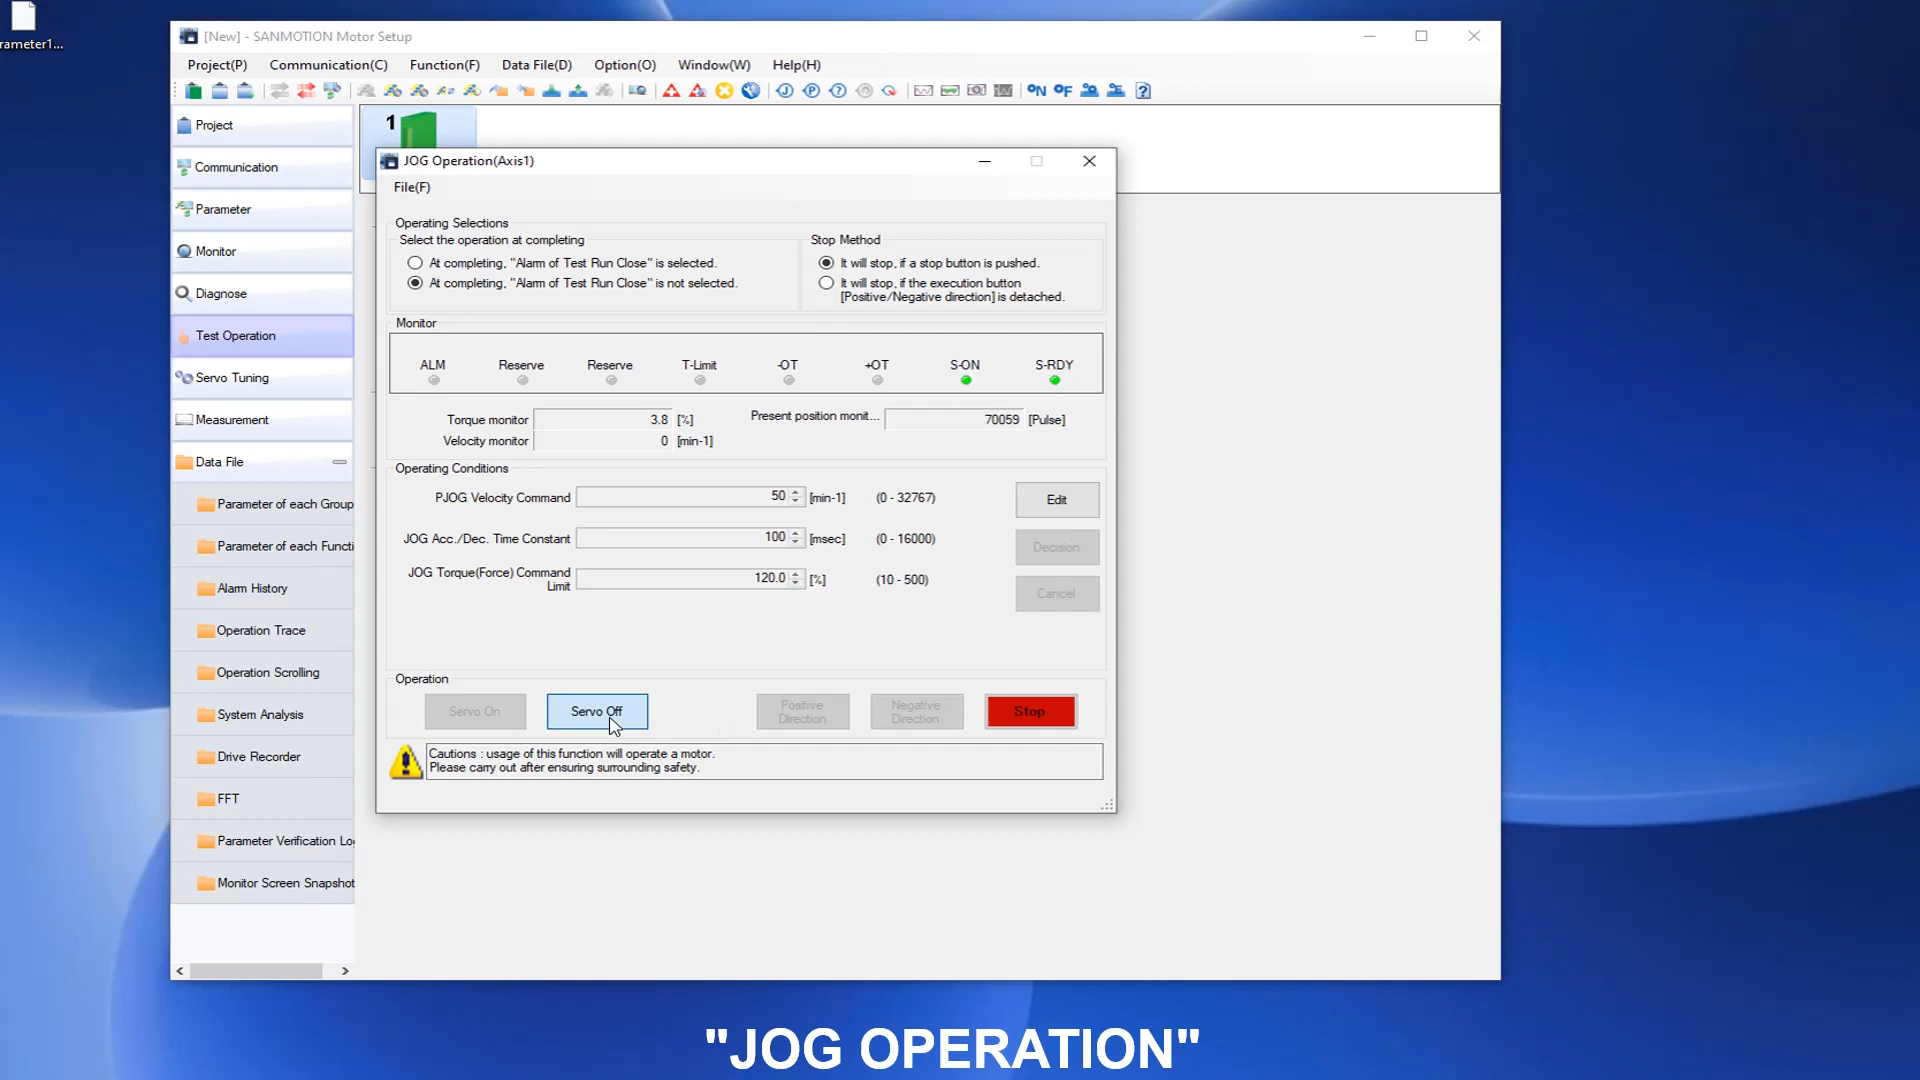 rameter1...
[New] - SANMOTION Motor Setup
Project(P) Communication(C) Function(F) Data File(D) Option(O) Window(W) Help(H)
Project
Communication
Parameter
Monitor
Diagnose
Test Operation
Servo Tuning
Measurement
Data File
Parameter of each Group
Parameter of each Functi
Alarm History
Operation Trace
Operation Scrolling
System Analysis
Drive Recorder
FFT
Parameter Verification Lo
Monitor Screen Snapshot
1
JOG Operation(Axis1)
File(F)
Operating Selections
Select the operation at completing
At completing, "Alarm of Test Run Close" is selected.
At completing, "Alarm of Test Run Close" is not selected.
Stop Method
It will stop, if a stop button is pushed.
It will stop, if the execution button
[Positive/Negative direction] is detached.
Monitor
ALM Reserve Reserve T-Limit -OT +OT S-ON S-RDY
Torque monitor 3.8 [%] Present position monit... 70059 [Pulse]
Velocity monitor 0 [min-1]
Operating Conditions
PJOG Velocity Command 50 [min-1] (0 - 32767) Edit
JOG Acc./Dec. Time Constant 100 [msec] (0 - 16000) Decision
JOG Torque(Force) Command
Limit 120.0 [%] (10 - 500) Cancel
Operation
Servo On Servo Off Positive Direction Negative Direction Stop
Cautions : usage of this function will operate a motor.
Please carry out after ensuring surrounding safety.
"JOG OPERATION"